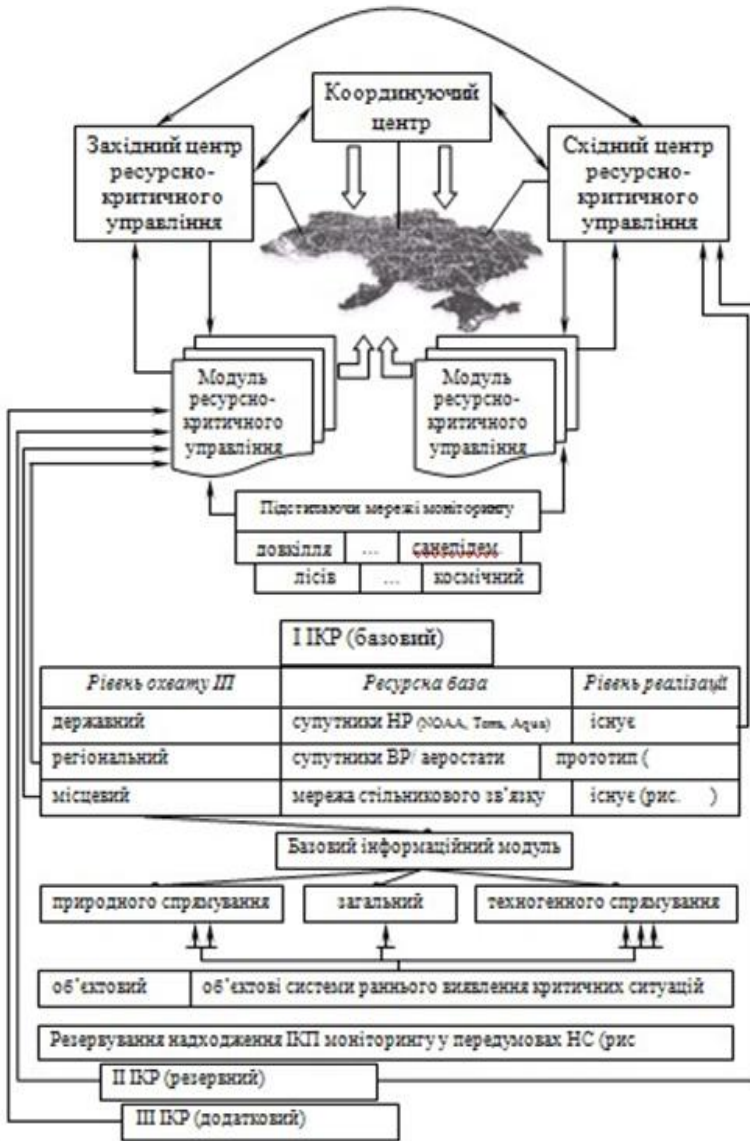 Координуючий
центр
Західний центр
ресурсно-
критичного
управління
Східний центр
ресурсно-
критичного
управління
Модуль
ресурсно-
критичного
управління
Модуль
ресурсно-
критичного
управління
Підстилаючи мережі моніторингу
довкілля ... санепідем.
лісів ... космічний
І ІКР (базовий)
Рівень охвату ІП Ресурсна база Рівень реалізації
державний супутники НР (NOAA, Terra, Aqua) існує
регіональний супутники ВР/ аеростати прототип (
місцевий мережа стільникового зв’язку існує (рис. )
Базовий інформаційний модуль
природного спрямування загальний техногенного спрямування
об’єктовий об’єктові системи раннього виявлення критичних ситуацій
Резервування надходження ІКП моніторингу у передумовах НС (рис
ІІ ІКР (резервний)
ІІІ ІКР (додатковий)